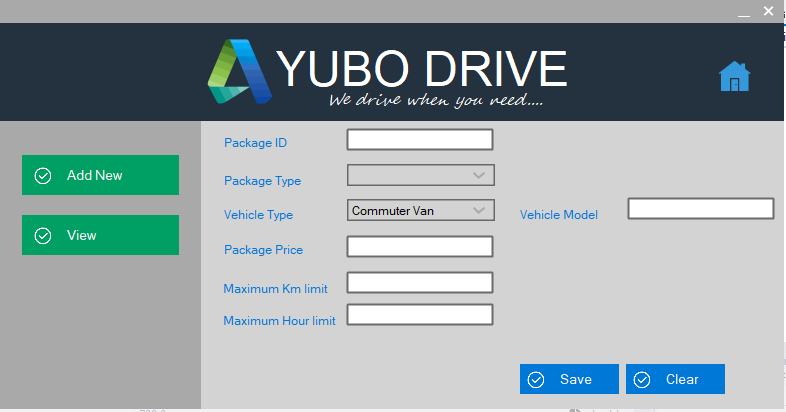 YUBO DRIVE
We drive when you need....
Add New
View
Package ID
Package Type
Vehicle Type
Commuter Van
Vehicle Model
Package Price
Maximum Km limit
Maximum Hour limit
Save
Clear